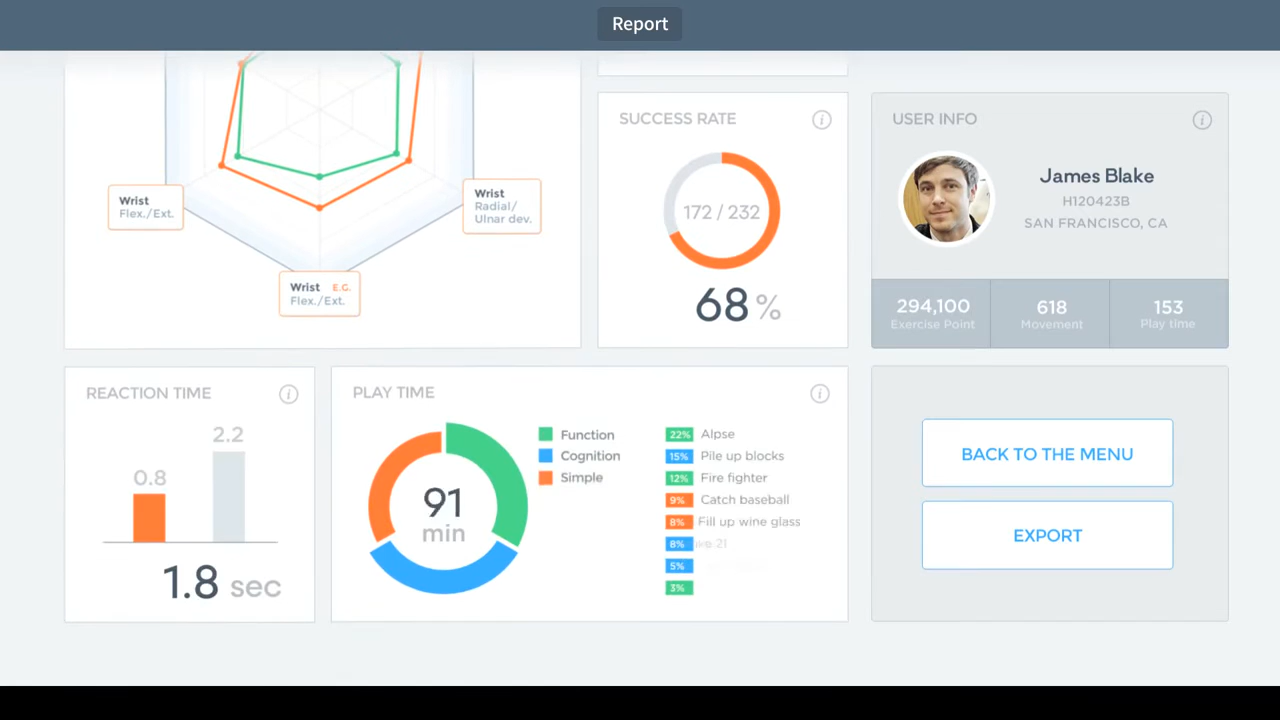 Report
Wrist
Flex./Ext.
Wrist
Radial/
Ulnar dev.
Wrist E.G.
Flex./Ext.
SUCCESS RATE
172 / 232
68 %
USER INFO
James Blake
H120423B
SAN FRANCISCO, CA
294,100
Exercise Point
618
Movement
153
Play time
REACTION TIME
0.8
2.2
1.8 sec
PLAY TIME
91
min
Function
Cognition
Simple
22% Alpse
15% Pile up blocks
12% Fire fighter
9% Catch baseball
8% Fill up wine glass
8%
5%
3%
BACK TO THE MENU
EXPORT